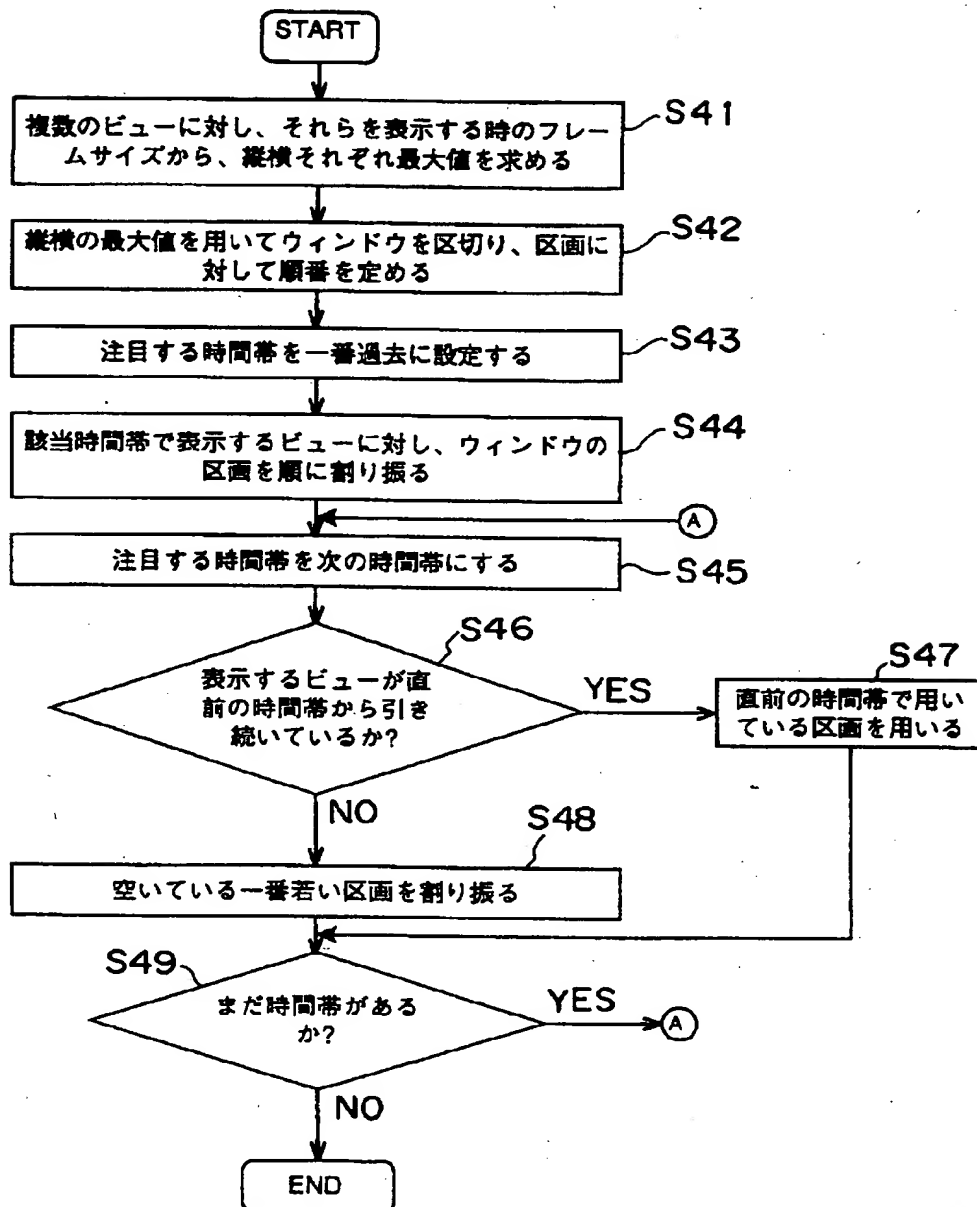 START
複数のビューに対し、それらを表示する時のフレー
ムサイズから、縦横それぞれ最大値を求める
S41
縦横の最大値を用いてウィンドウを区切り、区画に
対して順番を定める
S42
注目する時間帯を一番過去に設定する
S43
該当時間帯で表示するビューに対し、ウィンドウの
区画を順に割り振る
S44
A
注目する時間帯を次の時間帯にする
S45
S46
表示するビューが直
前の時間帯から引き
続いているか?
YES
S47
直前の時間帯で用い
ている区画を用いる
NO
S48
空いている一番若い区画を割り振る
S49
まだ時間帯がある
か?
YES
A
NO
END